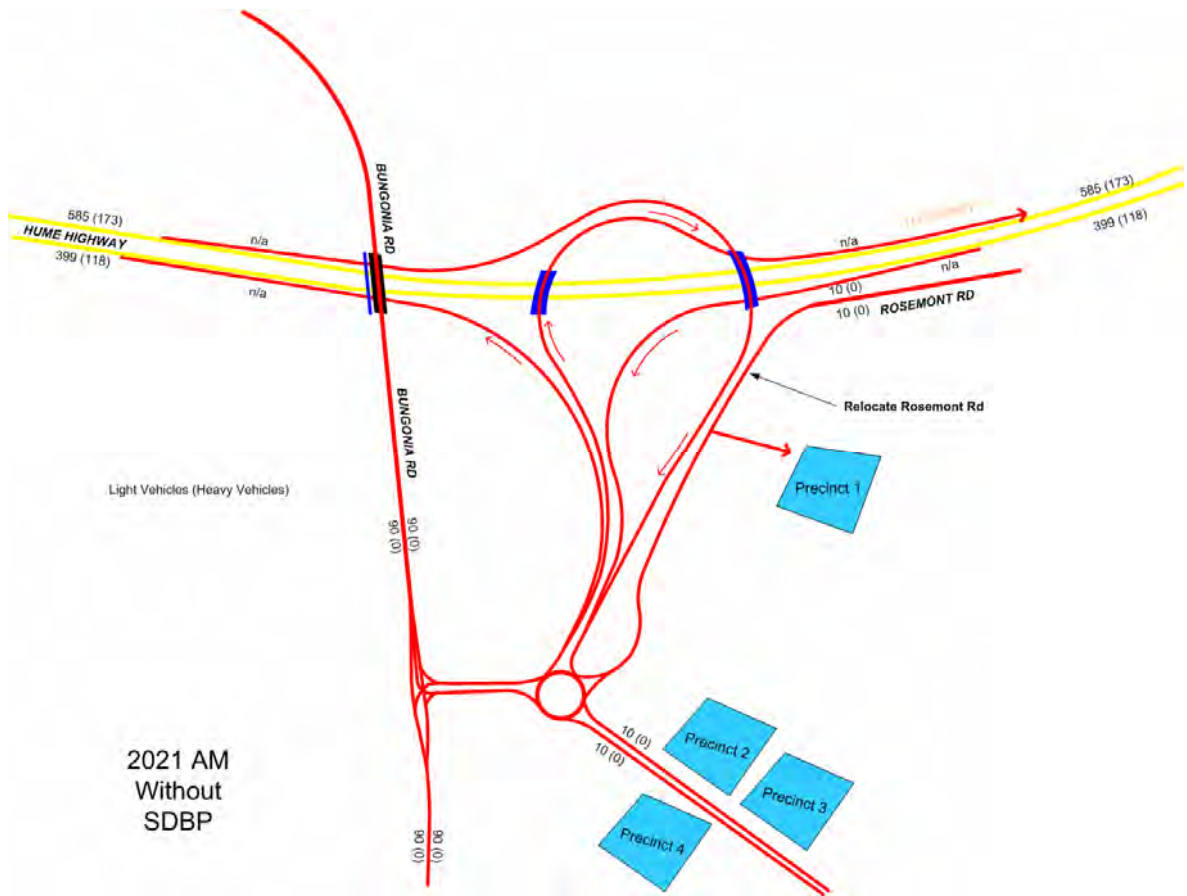 BUNGONIA RD
585 (173)
HUME HIGHWAY
399 (118)
n/a
n/a
585 (173)
399 (118)
n/a
n/a
10 (0)
10 (0)
ROSEMONT RD
Relocate Rosemont Rd
BUNGONIA RD
Precinct 1
Light Vehicles (Heavy Vehicles)
90 (0)
90 (0)
10 (0)
10 (0)
Precinct 2
Precinct 3
Precinct 4
2021 AM
Without
SDBP
90 (0)
90 (0)